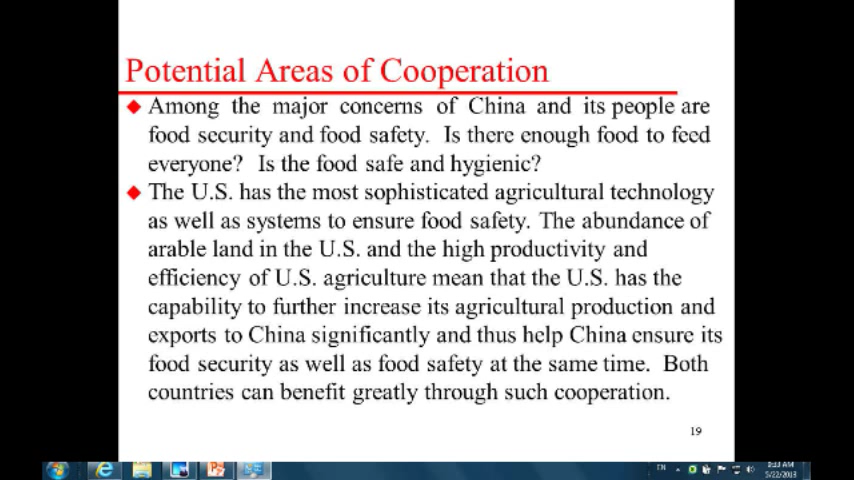 Potential Areas of Cooperation
Among the major concerns of China and its people are
food security and food safety. Is there enough food to feed
everyone? Is the food safe and hygienic?
The U.S. has the most sophisticated agricultural technology
as well as systems to ensure food safety. The abundance of
arable land in the U.S. and the high productivity and
efficiency of U.S. agriculture mean that the U.S. has the
capability to further increase its agricultural production and
exports to China significantly and thus help China ensure its
food security as well as food safety at the same time. Both
countries can benefit greatly through such cooperation.
19
EN
5/22/2013